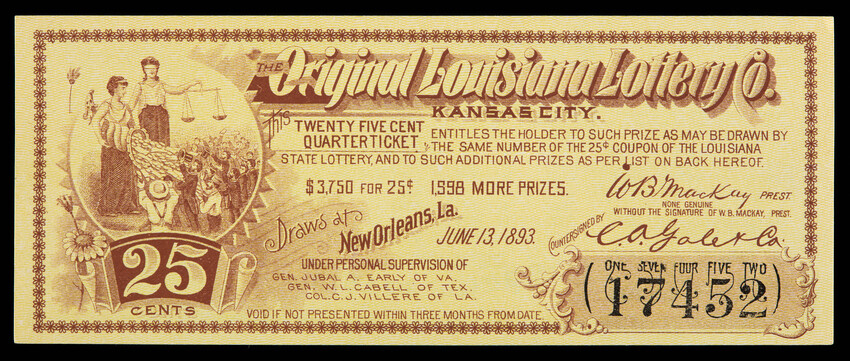 THE Original Louisiana Lottery Co.
KANSAS CITY.
This TWENTY FIVE CENT QUARTER TICKET ENTITLES THE HOLDER TO SUCH PRIZE AS MAY BE DRAWN BY
THE SAME NUMBER OF THE 25¢ COUPON OF THE LOUISIANA
STATE LOTTERY, AND TO SUCH ADDITIONAL PRIZES AS PER LIST ON BACK HEREOF.
$3,750 FOR 25¢ 1,998 MORE PRIZES.
W B Mackay PREST
NONE GENUINE
WITHOUT THE SIGNATURE OF W. B. MACKAY, PREST.
Draws at New Orleans, La.
JUNE 13, 1893.
COUNTERSIGNED BY C. O. Gale & Co.
UNDER PERSONAL SUPERVISION OF
GEN. JUBAL A. EARLY OF VA.
GEN. W. L. CABELL OF TEX.
COL. C. J. VILLERE OF LA.
25
CENTS
ONE SEVEN FOUR FIVE TWO
(17452)
VOID IF NOT PRESENTED WITHIN THREE MONTHS FROM DATE.